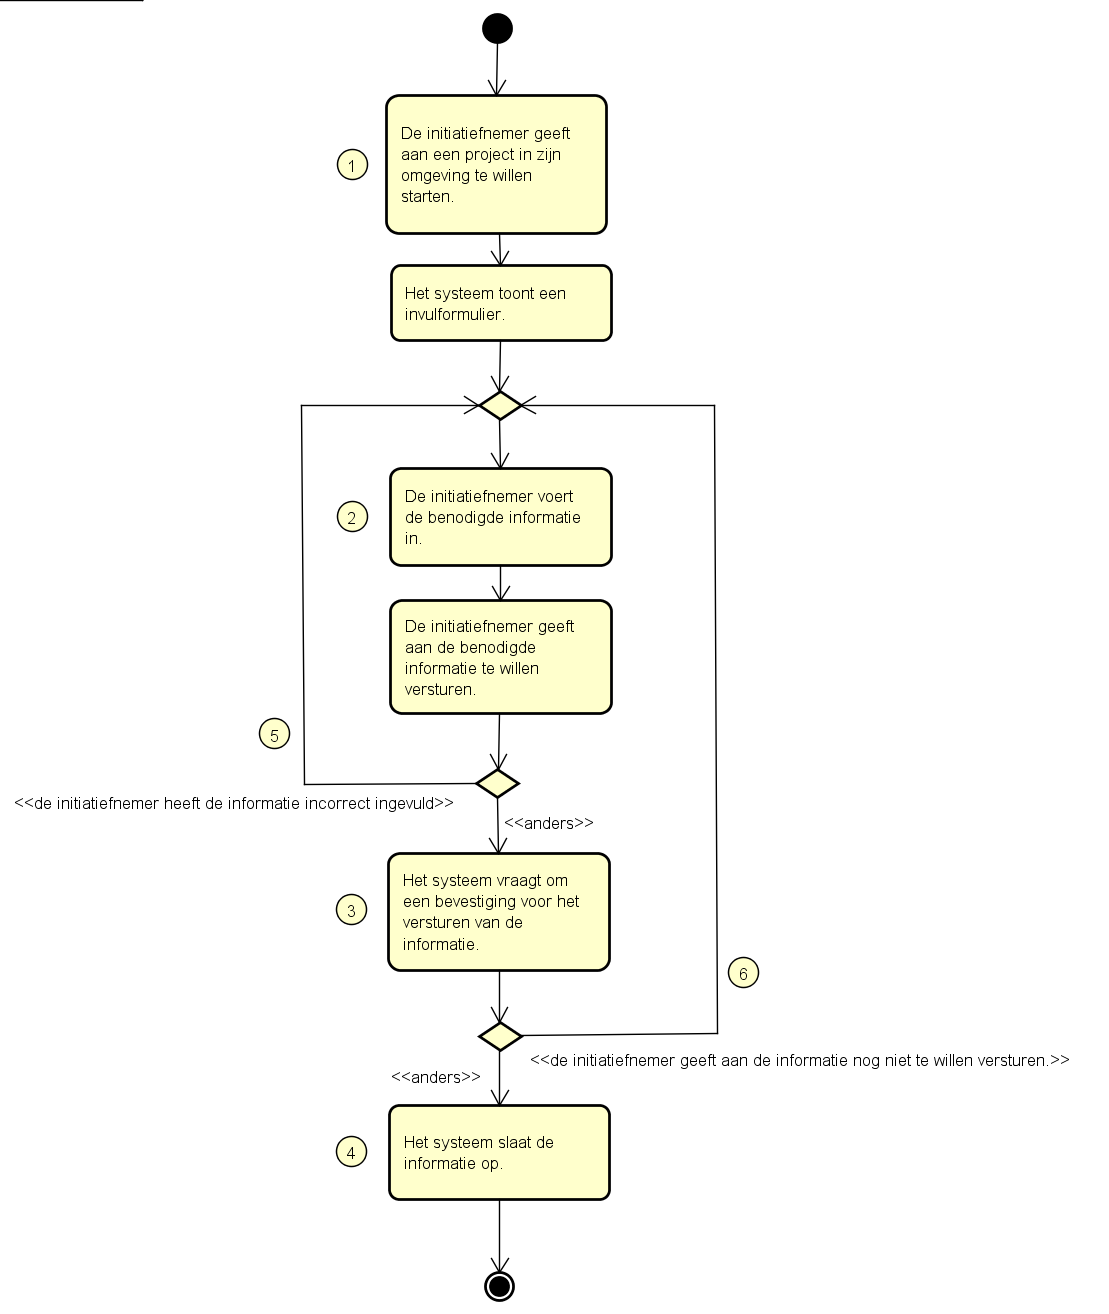 De initiatiefnemer geeft
aan een project in zijn
omgeving te willen
starten.
1
Het systeem toont een
invulformulier.
De initiatiefnemer voert
de benodigde informatie
in.
2
De initiatiefnemer geeft
aan de benodigde
informatie te willen
versturen.
5
<<de initiatiefnemer heeft de informatie incorrect ingevuld>>
<<anders>>
Het systeem vraagt om
een bevestiging voor het
versturen van de
informatie.
3
6
<<de initiatiefnemer geeft aan de informatie nog niet te willen versturen.>>
<<anders>>
Het systeem slaat de
informatie op.
4